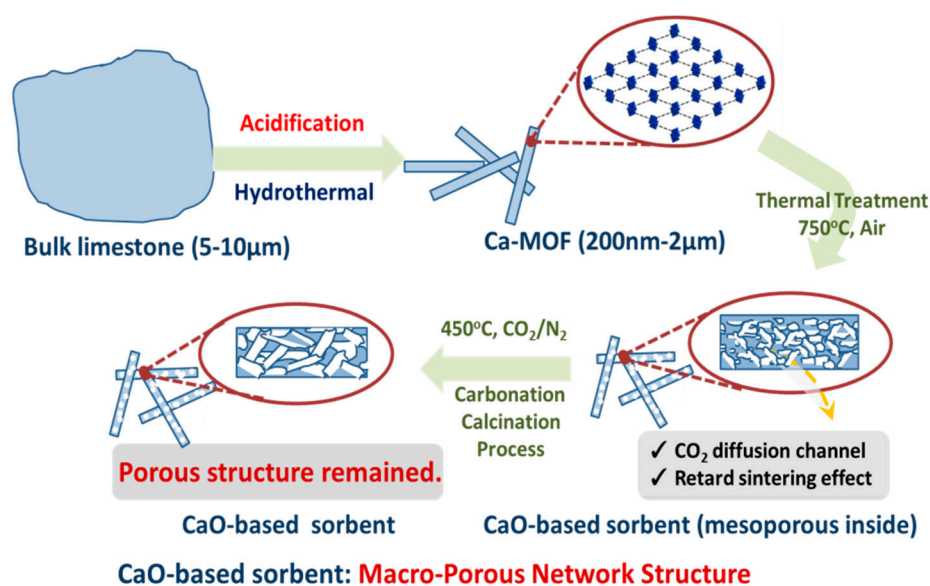 Acidification
Hydrothermal
Bulk limestone (5-10μm)
Ca-MOF (200nm-2μm)
Thermal Treatment
750°C, Air
450°C, CO₂/N₂
Carbonation
Calcination
Process
✓ CO₂ diffusion channel
✓ Retard sintering effect
Porous structure remained.
CaO-based sorbent
CaO-based sorbent (mesoporous inside)
CaO-based sorbent: Macro-Porous Network Structure